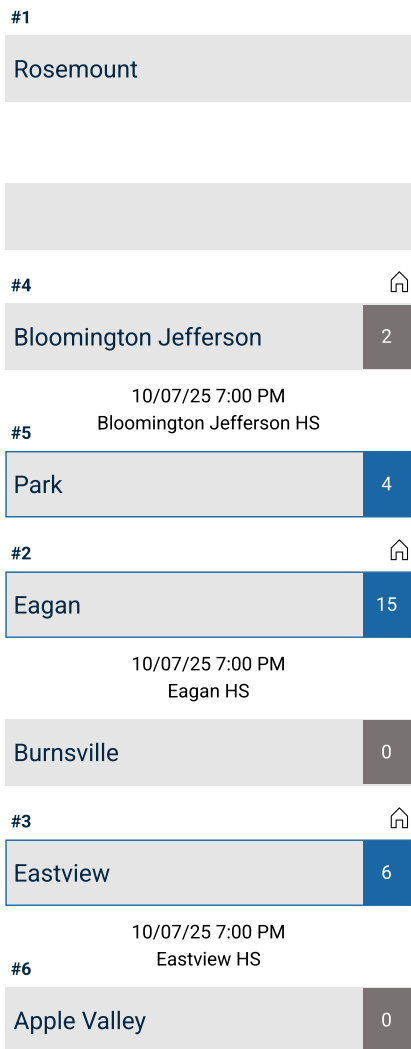 #1
Rosemount
#4
Bloomington Jefferson 2
10/07/25 7:00 PM
Bloomington Jefferson HS
#5
Park 4
#2
Eagan 15
10/07/25 7:00 PM
Eagan HS
Burnsville 0
#3
Eastview 6
10/07/25 7:00 PM
Eastview HS
#6
Apple Valley 0